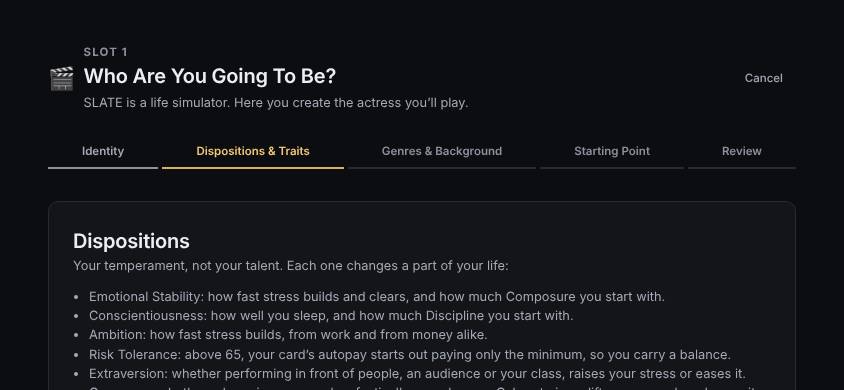 SLOT 1
Who Are You Going To Be?
Cancel
SLATE is a life simulator. Here you create the actress you'll play.
Identity
Dispositions & Traits
Genres & Background
Starting Point
Review
Dispositions
Your temperament, not your talent. Each one changes a part of your life:
• Emotional Stability: how fast stress builds and clears, and how much Composure you start with.
• Conscientiousness: how well you sleep, and how much Discipline you start with.
• Ambition: how fast stress builds, from work and from money alike.
• Risk Tolerance: above 65, your card's autopay starts out paying only the minimum, so you carry a balance.
• Extraversion: whether performing in front of people, an audience or your class, raises your stress or eases it.